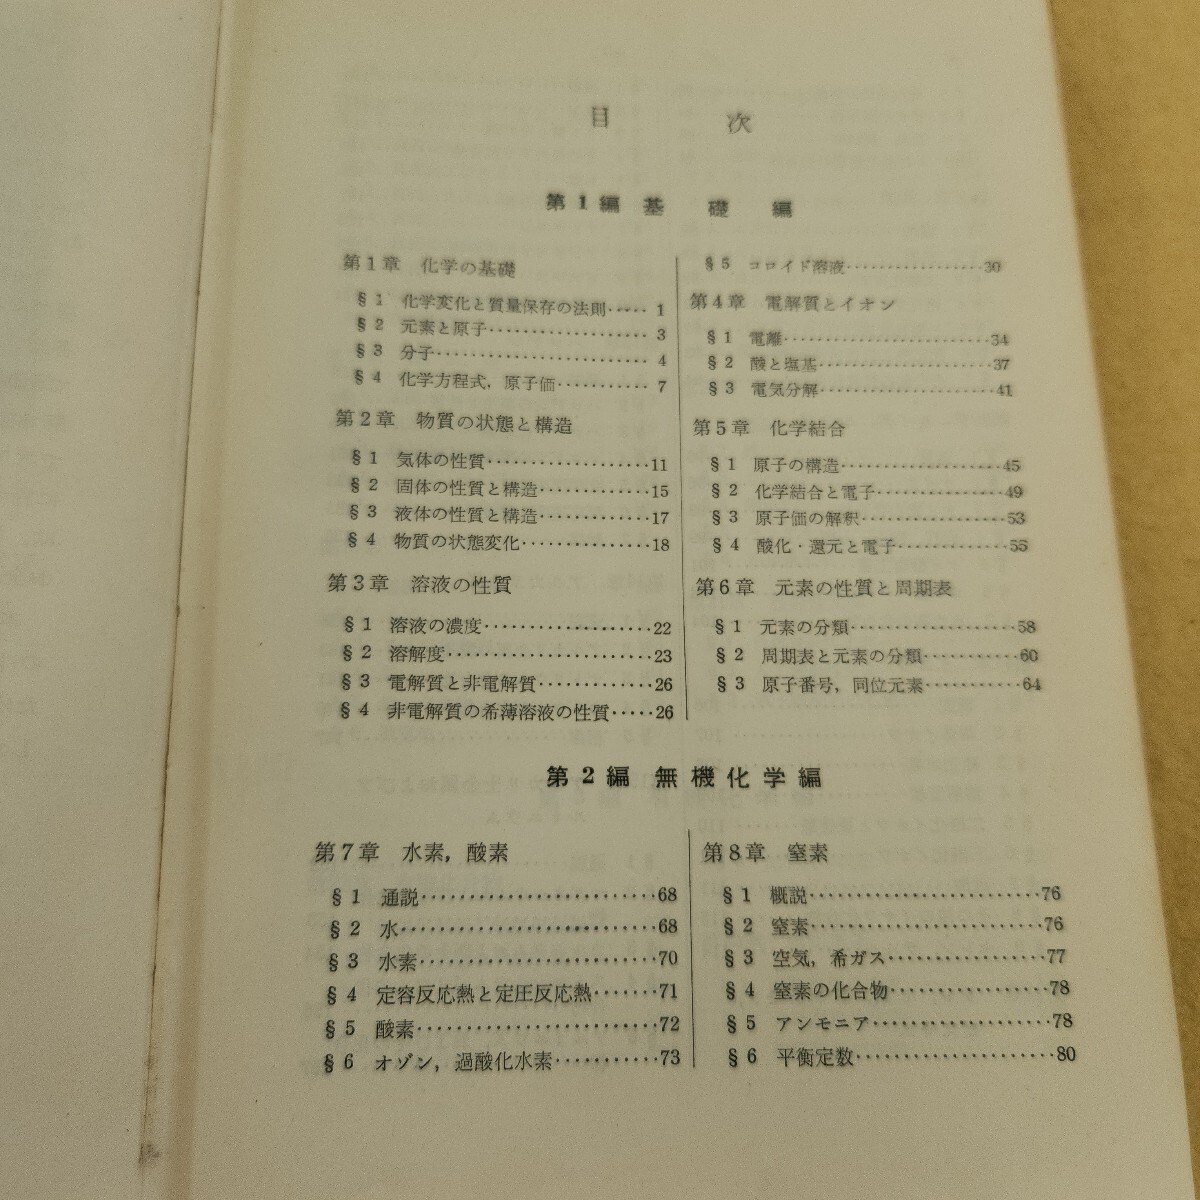 目 次
第1編 基 礎 編
第1章 化学の基礎
§1 化学変化と質量保存の法則‥‥‥1
§2 元素と原子‥‥‥3
§3 分子‥‥‥4
§4 化学方程式，原子価‥‥‥7
第2章 物質の状態と構造
§1 気体の性質‥‥‥11
§2 固体の性質と構造‥‥‥15
§3 液体の性質と構造‥‥‥17
§4 物質の状態変化‥‥‥18
第3章 溶液の性質
§1 溶液の濃度‥‥‥22
§2 溶解度‥‥‥23
§3 電解質と非電解質‥‥‥26
§4 非電解質の希薄溶液の性質‥‥‥26
§5 コロイド溶液‥‥‥30
第4章 電解質とイオン
§1 電離‥‥‥34
§2 酸と塩基‥‥‥37
§3 電気分解‥‥‥41
第5章 化学結合
§1 原子の構造‥‥‥45
§2 化学結合と電子‥‥‥49
§3 原子価の解釈‥‥‥53
§4 酸化・還元と電子‥‥‥55
第6章 元素の性質と周期表
§1 元素の分類‥‥‥58
§2 周期表と元素の分類‥‥‥60
§3 原子番号，同位元素‥‥‥64
第2編 無機化学編
第7章 水素，酸素
§1 通説‥‥‥68
§2 水‥‥‥68
§3 水素‥‥‥70
§4 定容反応熱と定圧反応熱‥‥‥71
§5 酸素‥‥‥72
§6 オゾン，過酸化水素‥‥‥73
第8章 窒素
§1 概説‥‥‥76
§2 窒素‥‥‥76
§3 空気，希ガス‥‥‥77
§4 窒素の化合物‥‥‥78
§5 アンモニア‥‥‥78
§6 平衡定数‥‥‥80